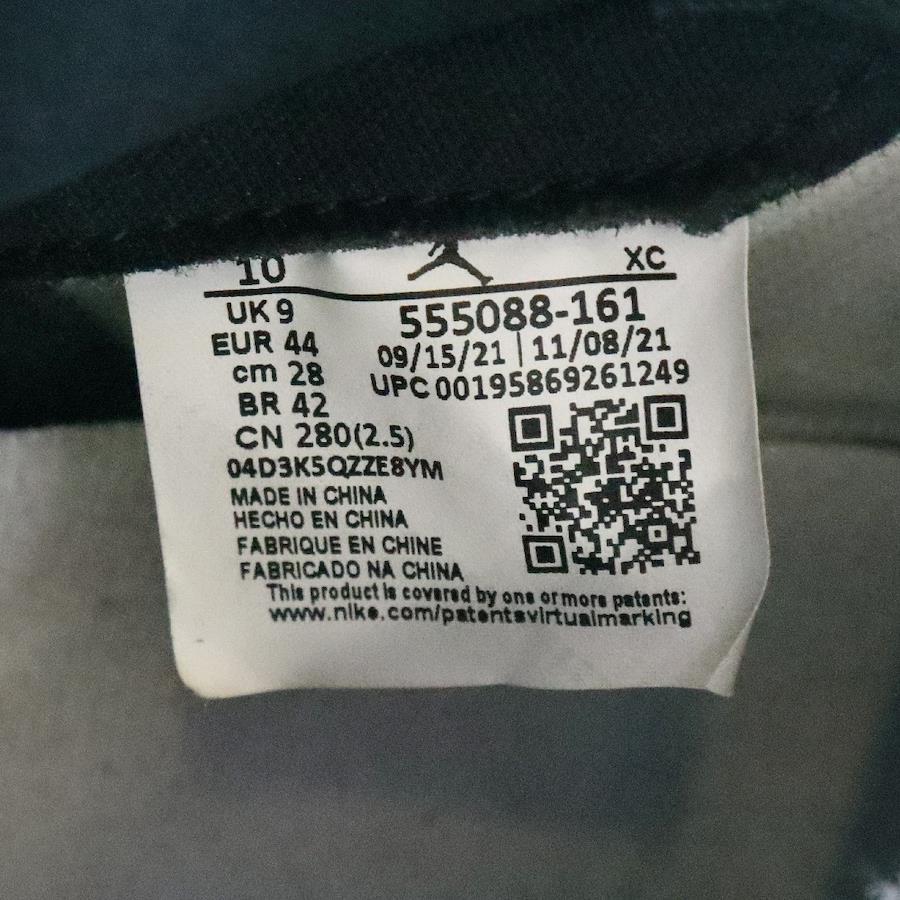 10 XC
UK 9
555088-161
EUR 44
09/15/21 | 11/08/21
cm 28
UPC 00195869261249
BR 42
CN 280(2.5)
04D3K5QZZE8YM
MADE IN CHINA
HECHO EN CHINA
FABRIQUE EN CHINE
FABRICADO NA CHINA
This product is covered by one or more patents:
www.nike.com/patentsvirtualmarking